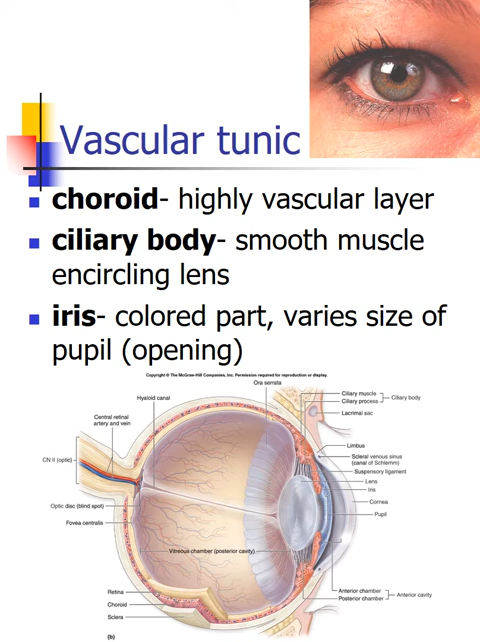 Vascular tunic
choroid- highly vascular layer
ciliary body- smooth muscle
encircling lens
iris- colored part, varies size of
pupil (opening)
Copyright © The McGraw-Hill Companies, Inc. Permission required for reproduction or display.
Ora serrata
Hyaloid canal
Central retinal
artery and vein
CN II (optic)
Optic disc (blind spot)
Fovea centralis
Vitreous chamber (posterior cavity)
Retina
Choroid
Sclera
(b)
Ciliary muscle
Ciliary process
Ciliary body
Lacrimal sac
Limbus
Scleral venous sinus
(canal of Schlemm)
Suspensory ligament
Lens
Iris
Cornea
Pupil
Anterior chamber
Posterior chamber
Anterior cavity